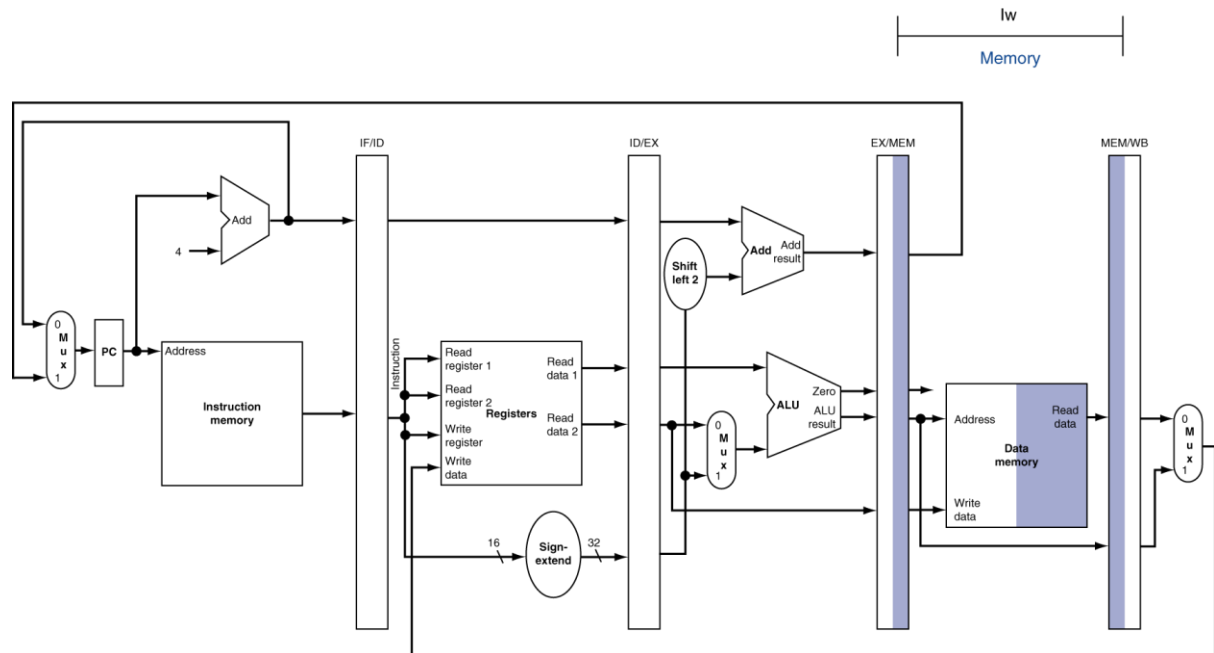 lw
Memory
IF/ID
ID/EX
EX/MEM
MEM/WB
Add
4
Add
Add
result
Shift
left 2
0
M
u
x
1
PC
Address
Instruction
memory
Instruction
Read
register 1
Read
register 2
Write
register
Write
data
Registers
Read
data 1
Read
data 2
0
M
u
x
1
ALU
Zero
ALU
result
Address
Write
data
Data
memory
Read
data
0
M
u
x
1
16
Sign-
extend
32